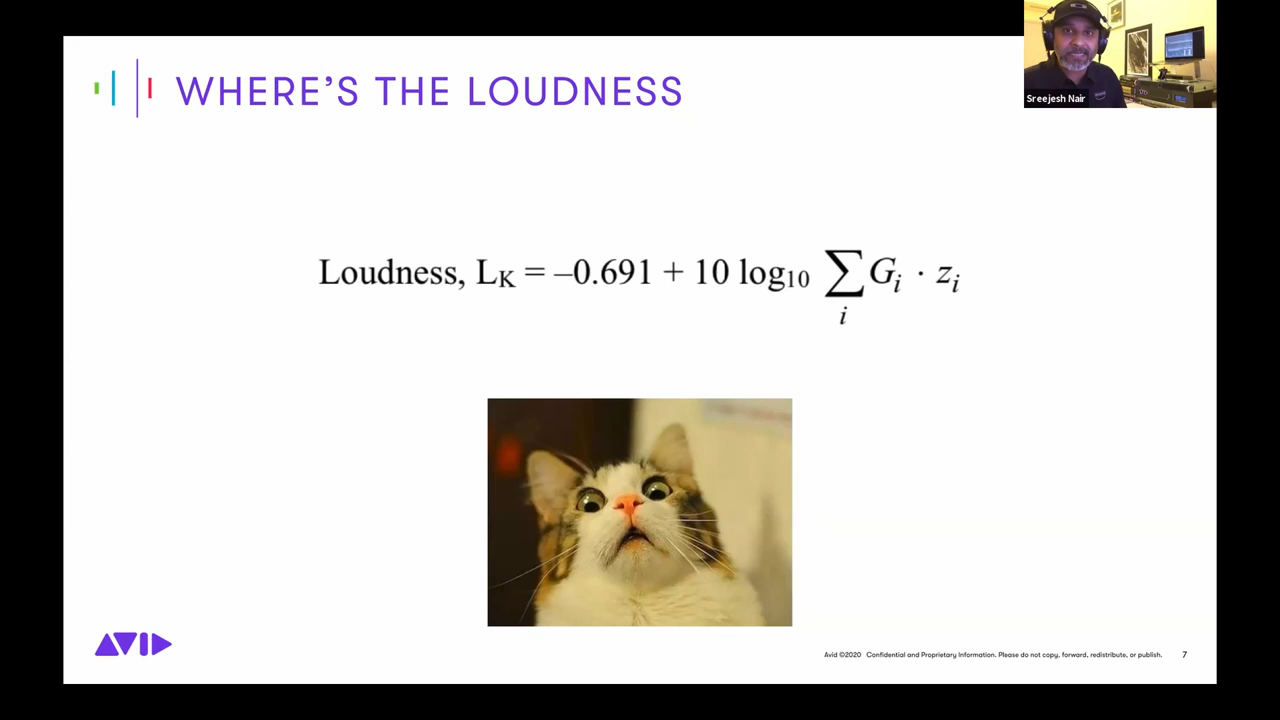 WHERE'S THE LOUDNESS
Sreejesh Nair
Loudness, LK = –0.691 + 10 log10 ∑i Gi · zi
AVID
Avid ©2020 Confidential and Proprietary Information. Please do not copy, forward, redistribute, or publish. 7